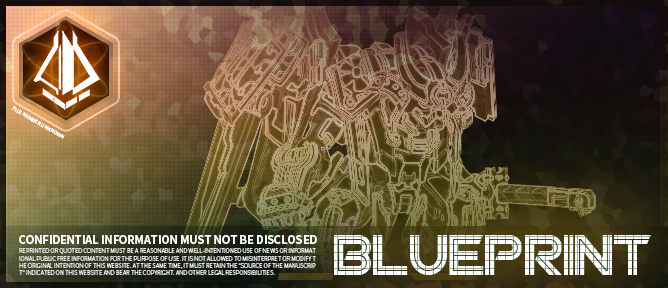 FILE NUMBER:UNKNOWN
CONFIDENTIAL INFORMATION MUST NOT BE DISCLOSED
REPRINTED OR QUOTED CONTENT MUST BE A REASONABLE AND WELL-INTENTIONED USE OF NEWS OR INFORMAT
IONAL PUBLIC FREE INFORMATION FOR THE PURPOSE OF USE. IT IS NOT ALLOWED TO MISINTERPRET OR MODIFY T
HE ORIGINAL INTENTION OF THIS WEBSITE. AT THE SAME TIME, IT MUST RETAIN THE "SOURCE OF THE MANUSCRIP
T" INDICATED ON THIS WEBSITE AND BEAR THE COPYRIGHT. AND OTHER LEGAL RESPONSIBILITIES.
BLUEPRINT